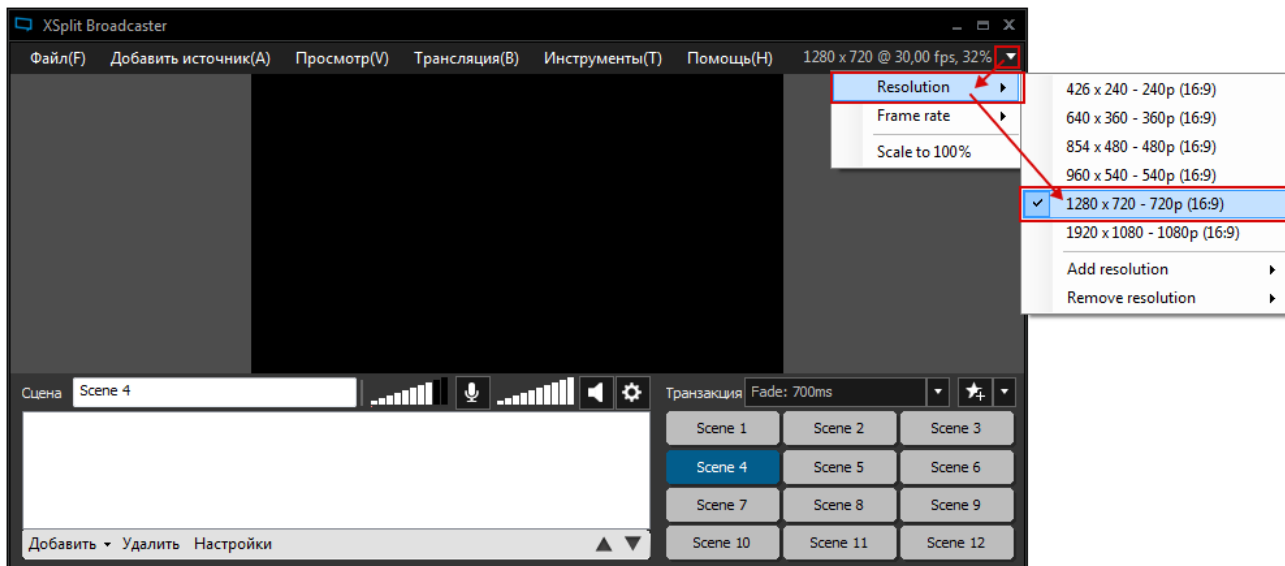 XSplit Broadcaster
Файл(F) Добавить источник(A) Просмотр(V) Трансляция(B) Инструменты(T) Помощь(H) 1280 x 720 @ 30,00 fps, 32%
Resolution
Frame rate
Scale to 100%
426 x 240 - 240p (16:9)
640 x 360 - 360p (16:9)
854 x 480 - 480p (16:9)
960 x 540 - 540p (16:9)
1280 x 720 - 720p (16:9)
1920 x 1080 - 1080p (16:9)
Add resolution
Remove resolution
Сцена Scene 4
Транзакция Fade: 700ms
Scene 1 Scene 2 Scene 3
Scene 4 Scene 5 Scene 6
Scene 7 Scene 8 Scene 9
Scene 10 Scene 11 Scene 12
Добавить Удалить Настройки